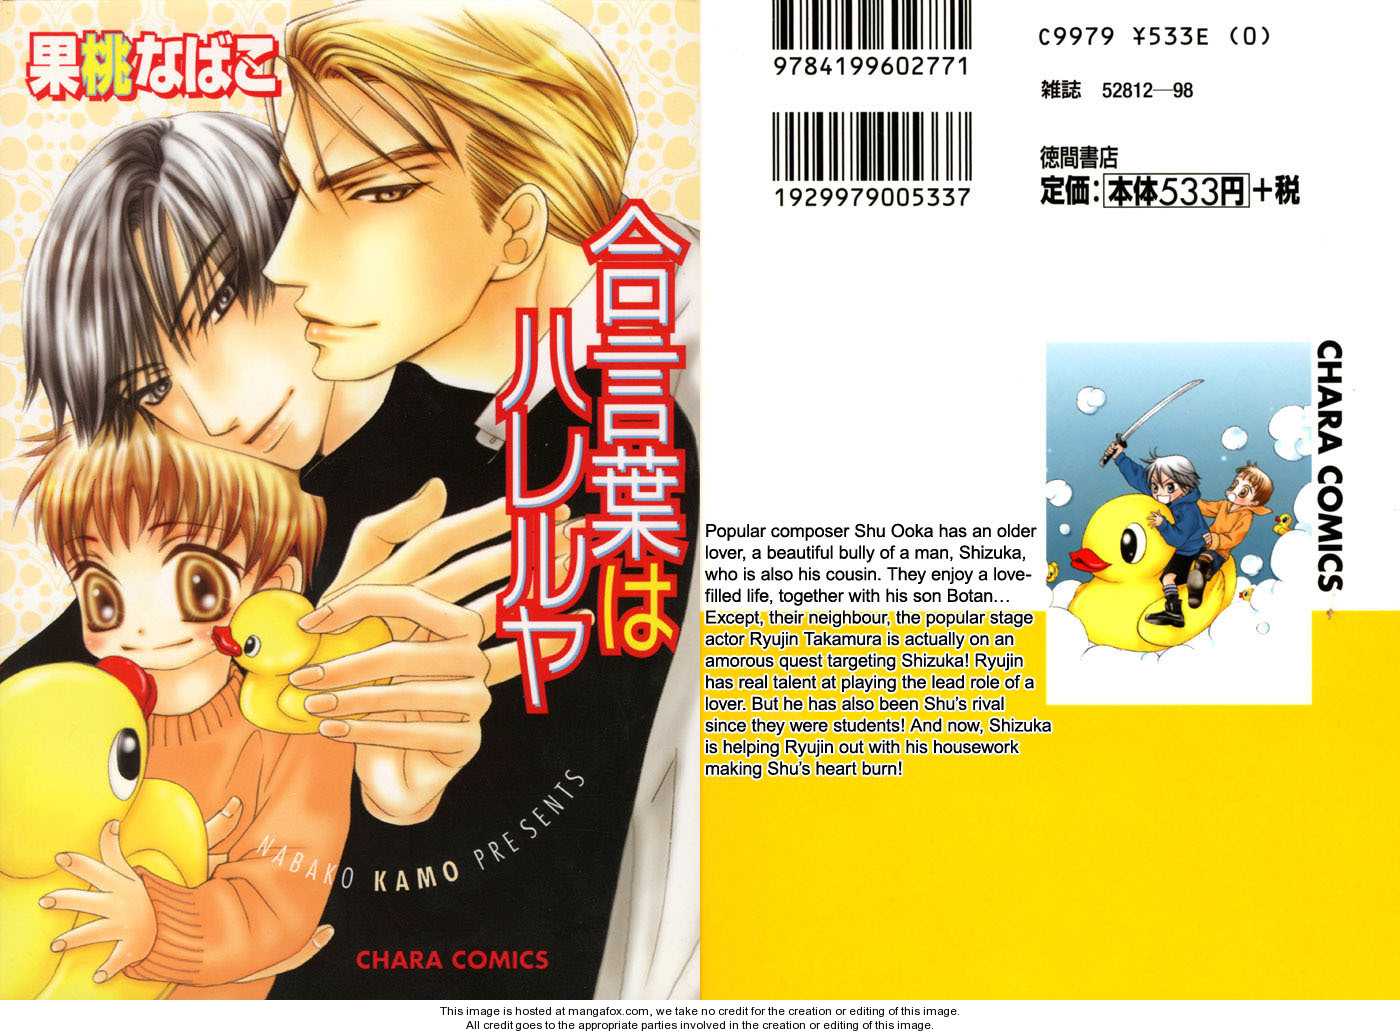 果桃なばこ
合言葉は
ハレルヤ
NABAKO KAMO PRESENTS
CHARA COMICS
9784199602771
1929979005337
C9979 ¥533E (0)
雑誌 52812—98
徳間書店
定価：本体533円+税
CHARA COMICS
Popular composer Shu Ooka has an older
lover, a beautiful bully of a man, Shizuka,
who is also his cousin. They enjoy a love-
filled life, together with his son Botan...
Except, their neighbour, the popular stage
actor Ryujin Takamura is actually on an
amorous quest targeting Shizuka! Ryujin
has real talent at playing the lead role of a
lover. But he has also been Shu's rival
since they were students! And now, Shizuka
is helping Ryujin out with his housework
making Shu's heart burn!
This image is hosted at mangafox.com, we take no credit for the creation or editing of this image.
All credit goes to the appropriate parties involved in the creation or editing of this image.